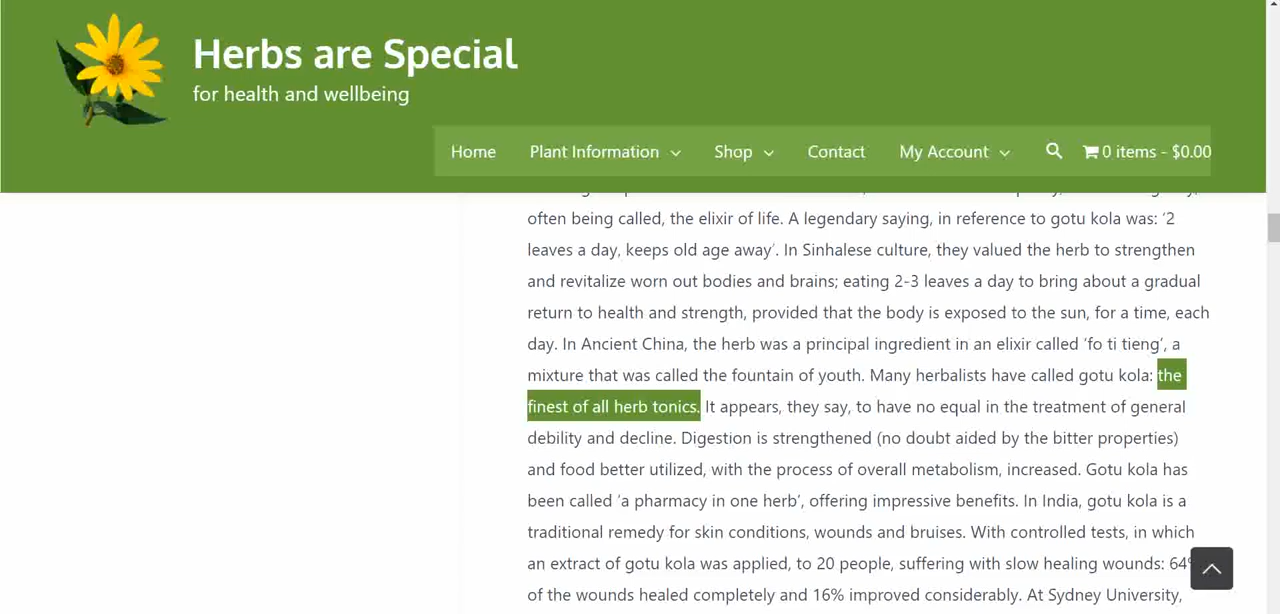 Herbs are Special
for health and wellbeing
Home Plant Information Shop Contact My Account 0 items - $0.00
often being called, the elixir of life. A legendary saying, in reference to gotu kola was: ‘2
leaves a day, keeps old age away’. In Sinhalese culture, they valued the herb to strengthen
and revitalize worn out bodies and brains; eating 2-3 leaves a day to bring about a gradual
return to health and strength, provided that the body is exposed to the sun, for a time, each
day. In Ancient China, the herb was a principal ingredient in an elixir called ‘fo ti tieng’, a
mixture that was called the fountain of youth. Many herbalists have called gotu kola: the
finest of all herb tonics. It appears, they say, to have no equal in the treatment of general
debility and decline. Digestion is strengthened (no doubt aided by the bitter properties)
and food better utilized, with the process of overall metabolism, increased. Gotu kola has
been called ‘a pharmacy in one herb’, offering impressive benefits. In India, gotu kola is a
traditional remedy for skin conditions, wounds and bruises. With controlled tests, in which
an extract of gotu kola was applied, to 20 people, suffering with slow healing wounds: 64%
of the wounds healed completely and 16% improved considerably. At Sydney University,